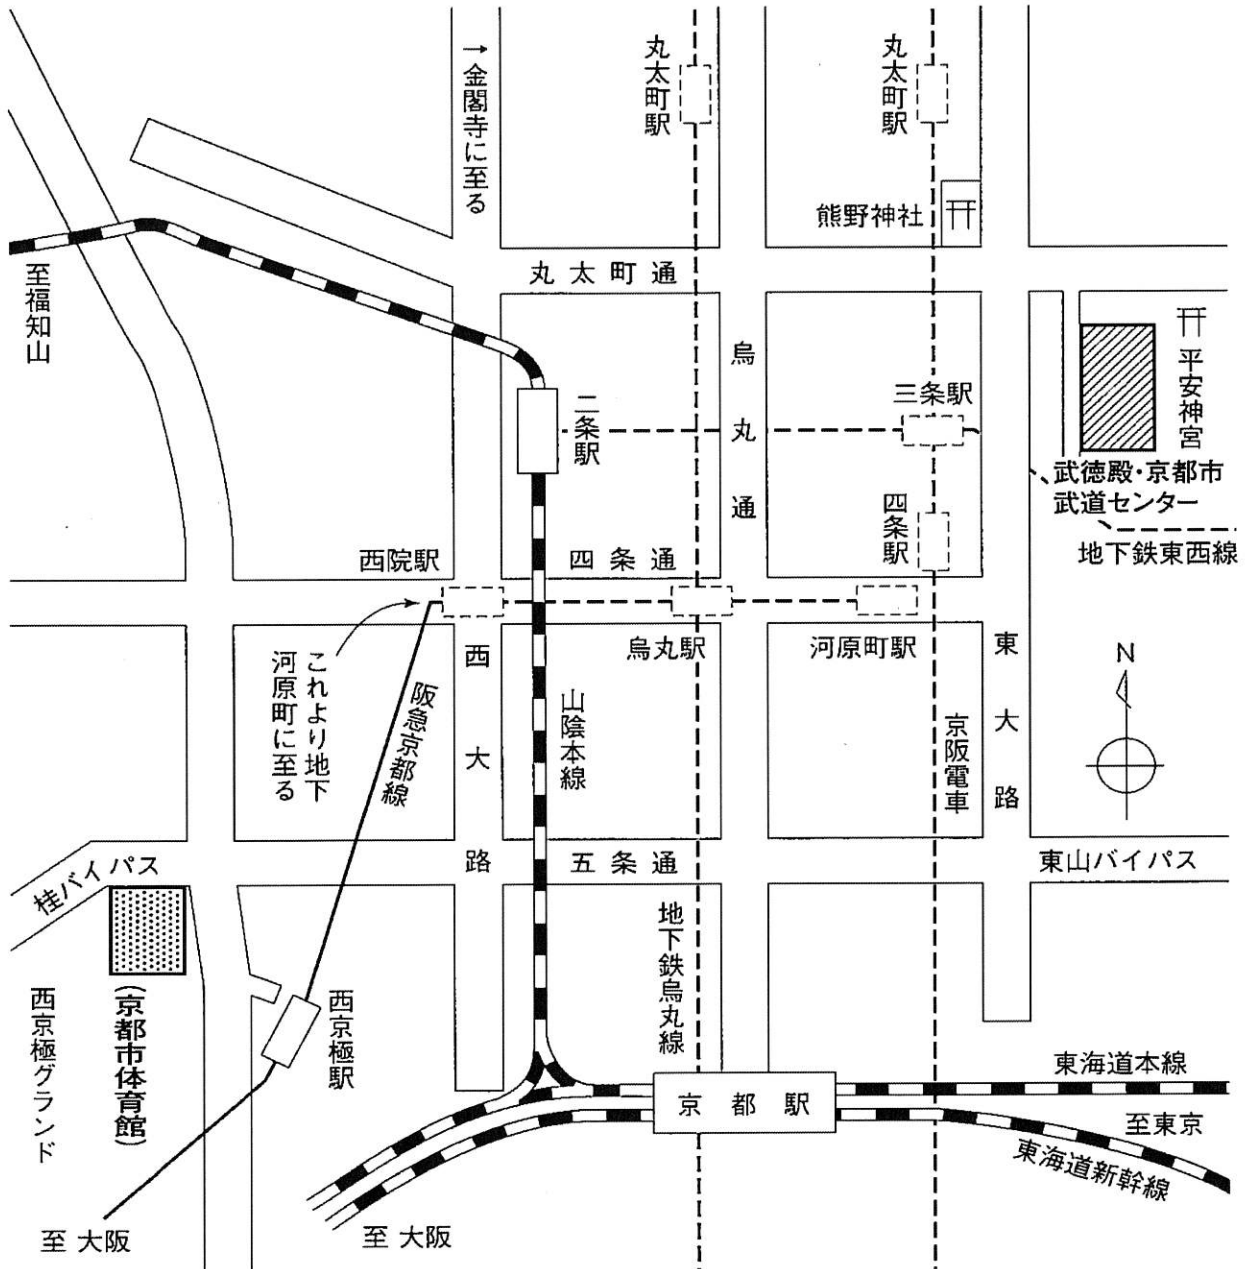 →金閣寺に至る
丸太町駅
丸太町駅
熊野神社
丸太町通
至福知山
烏丸通
平安神宮
二条駅
三条駅
武徳殿・京都市
武道センター
四条駅
地下鉄東西線
西院駅
四条通
烏丸駅
河原町駅
これより地下
河原町に至る
阪急京都線
西大路
山陰本線
京阪電車
東大路
N
桂バイパス
五条通
東山バイパス
地下鉄烏丸線
西京極グランド
(京都市体育館)
西京極駅
京都駅
東海道本線
至東京
東海道新幹線
至 大阪
至 大阪